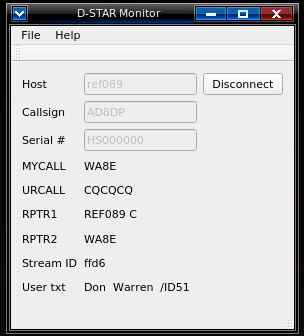 D-STAR Monitor
File Help
Host ref089 Disconnect
Callsign AD8DP
Serial # HS000000
MYCALL WA8E
URCALL CQCQCQ
RPTR1 REF089 C
RPTR2 WA8E
Stream ID ffd6
User txt Don Warren /ID51